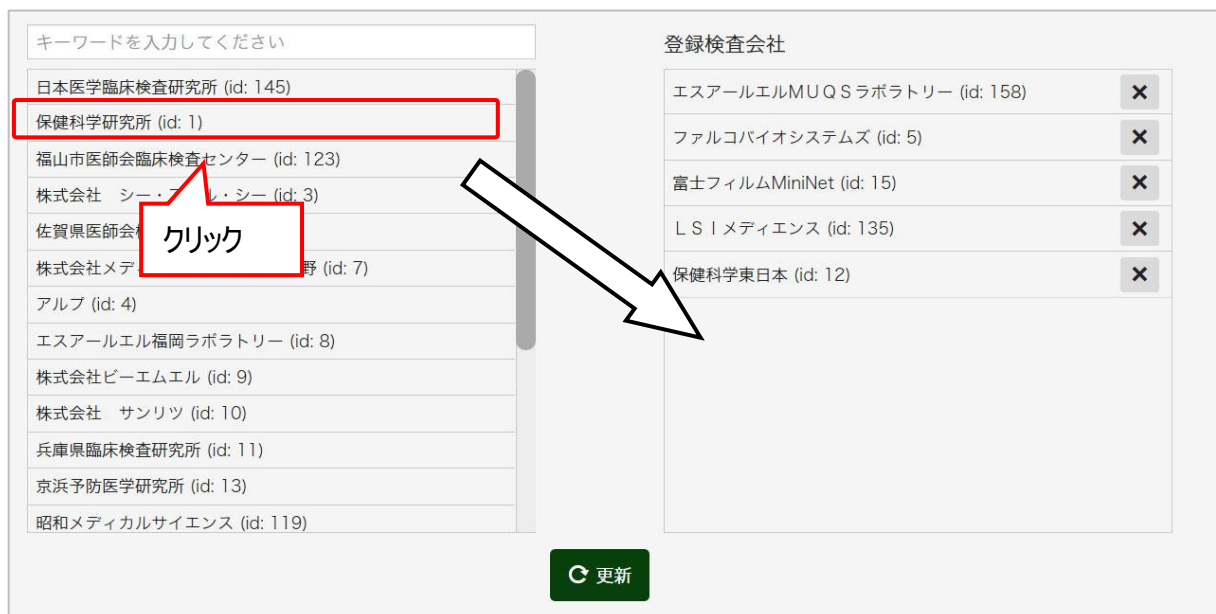 キーワードを入力してください
日本医学臨床検査研究所 (id: 145)
保健科学研究所 (id: 1)
福山市医師会臨床検査センター (id: 123)
株式会社　シー・ ル・シー (id: 3)
佐賀県医師会
株式会社メデ 野 (id: 7)
アルプ (id: 4)
エスアールエル福岡ラボラトリー (id: 8)
株式会社ビーエムエル (id: 9)
株式会社　サンリツ (id: 10)
兵庫県臨床検査研究所 (id: 11)
京浜予防医学研究所 (id: 13)
昭和メディカルサイエンス (id: 119)
クリック
登録検査会社
エスアールエルＭＵＱＳラボラトリー (id: 158)
ファルコバイオシステムズ (id: 5)
富士フィルムMiniNet (id: 15)
ＬＳＩメディエンス (id: 135)
保健科学東日本 (id: 12)
更新